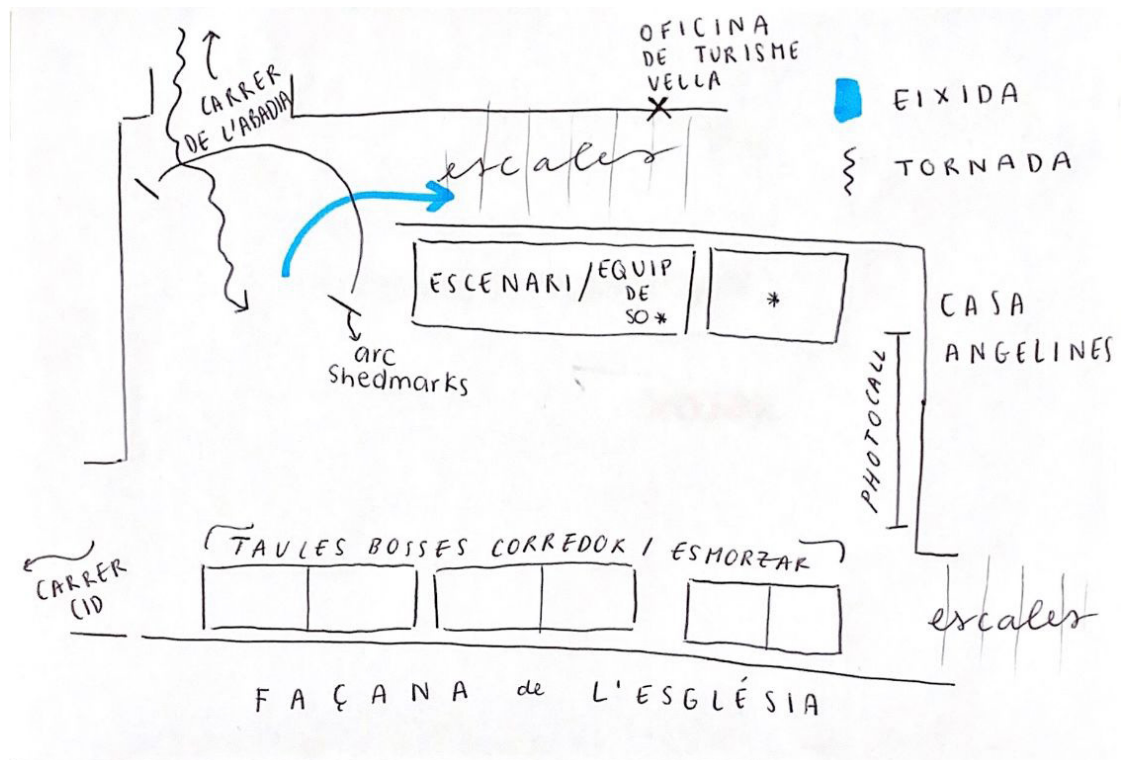 OFICINA
DE TURISME
VELLA
CARRER
DE L'ABADIA
EIXIDA
TORNADA
escales
ESCENARI / EQUIP
DE
SO *
*
CASA
ANGELINES
arc
Shedmarks
PHOTOCALL
TAULES BOSSES CORREDOR / ESMORZAR
CARRER
CID
escales
FAÇANA de L'ESGLÉSIA